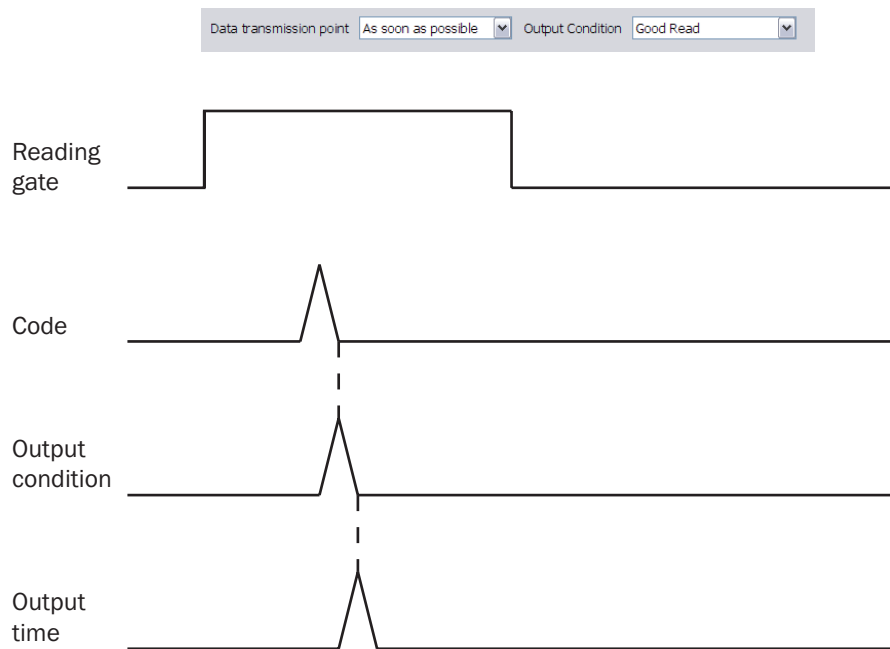 Data transmission point As soon as possible Output Condition Good Read
Reading
gate
Code
Output
condition
Output
time